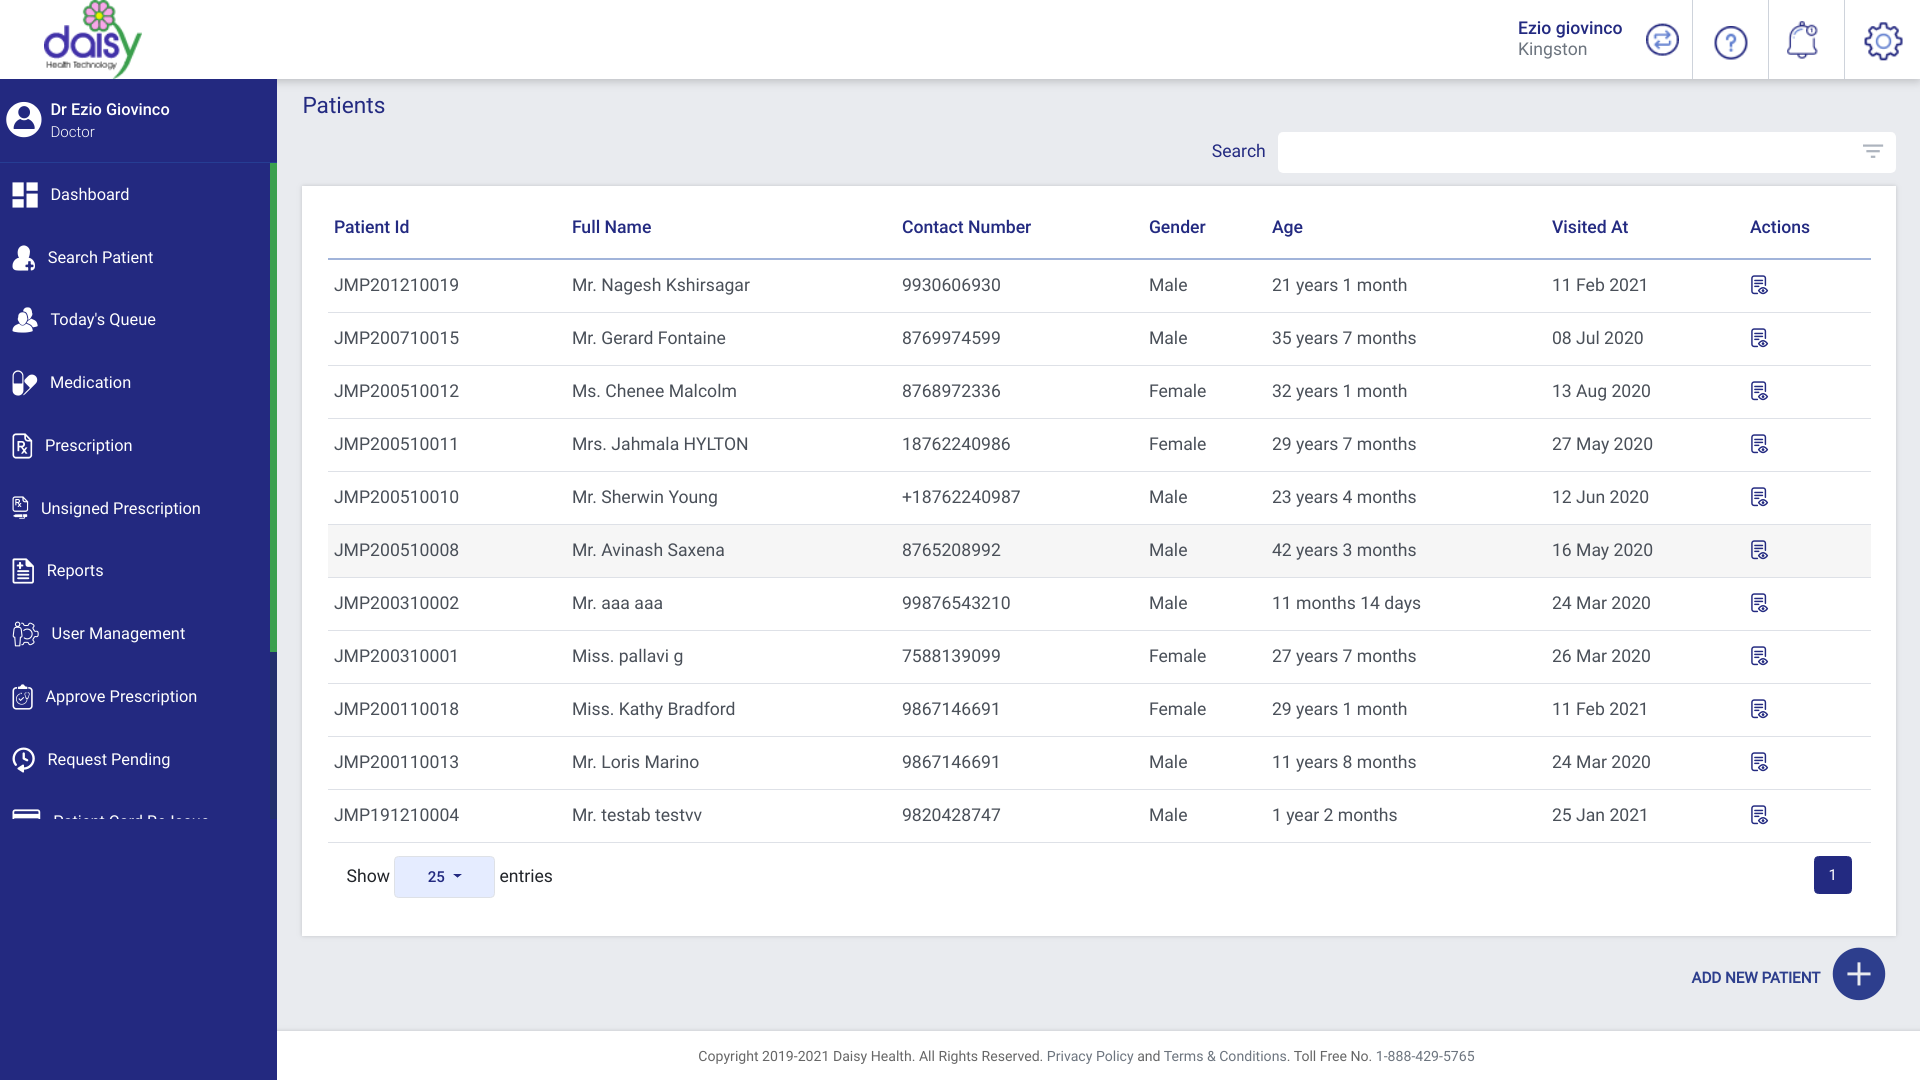 daisy
Health Technology
Ezio giovinco
Kingston
Dr Ezio Giovinco
Doctor
Dashboard
Search Patient
Today's Queue
Medication
Prescription
Unsigned Prescription
Reports
User Management
Approve Prescription
Request Pending
Patients
Search
Patient Id Full Name Contact Number Gender Age Visited At Actions
JMP201210019 Mr. Nagesh Kshirsagar 9930606930 Male 21 years 1 month 11 Feb 2021
JMP200710015 Mr. Gerard Fontaine 8769974599 Male 35 years 7 months 08 Jul 2020
JMP200510012 Ms. Chenee Malcolm 8768972336 Female 32 years 1 month 13 Aug 2020
JMP200510011 Mrs. Jahmala HYLTON 18762240986 Female 29 years 7 months 27 May 2020
JMP200510010 Mr. Sherwin Young +18762240987 Male 23 years 4 months 12 Jun 2020
JMP200510008 Mr. Avinash Saxena 8765208992 Male 42 years 3 months 16 May 2020
JMP200310002 Mr. aaa aaa 99876543210 Male 11 months 14 days 24 Mar 2020
JMP200310001 Miss. pallavi g 7588139099 Female 27 years 7 months 26 Mar 2020
JMP200110018 Miss. Kathy Bradford 9867146691 Female 29 years 1 month 11 Feb 2021
JMP200110013 Mr. Loris Marino 9867146691 Male 11 years 8 months 24 Mar 2020
JMP191210004 Mr. testab testvv 9820428747 Male 1 year 2 months 25 Jan 2021
Show 25 entries
1
ADD NEW PATIENT
Copyright 2019-2021 Daisy Health. All Rights Reserved. Privacy Policy and Terms & Conditions. Toll Free No. 1-888-429-5765